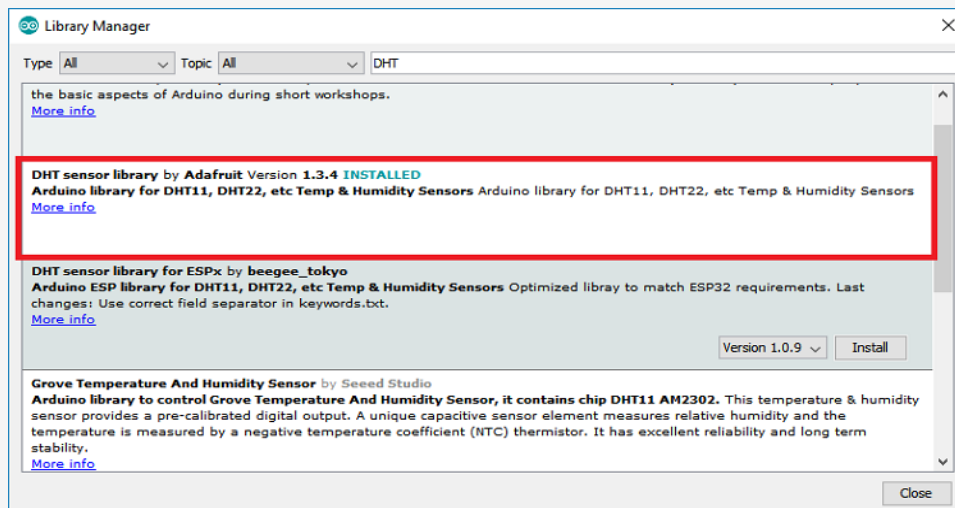 Library Manager
Type All Topic All DHT
the basic aspects of Arduino during short workshops.
More info
DHT sensor library by Adafruit Version 1.3.4 INSTALLED
Arduino library for DHT11, DHT22, etc Temp & Humidity Sensors Arduino library for DHT11, DHT22, etc Temp & Humidity Sensors
More info
DHT sensor library for ESPx by beegee_tokyo
Arduino ESP library for DHT11, DHT22, etc Temp & Humidity Sensors Optimized libray to match ESP32 requirements. Last
changes: Use correct field separator in keywords.txt.
More info
Version 1.0.9 Install
Grove Temperature And Humidity Sensor by Seeed Studio
Arduino library to control Grove Temperature And Humidity Sensor, it contains chip DHT11 AM2302. This temperature & humidity
sensor provides a pre-calibrated digital output. A unique capacitive sensor element measures relative humidity and the
temperature is measured by a negative temperature coefficient (NTC) thermistor. It has excellent reliability and long term
stability.
More info
Close